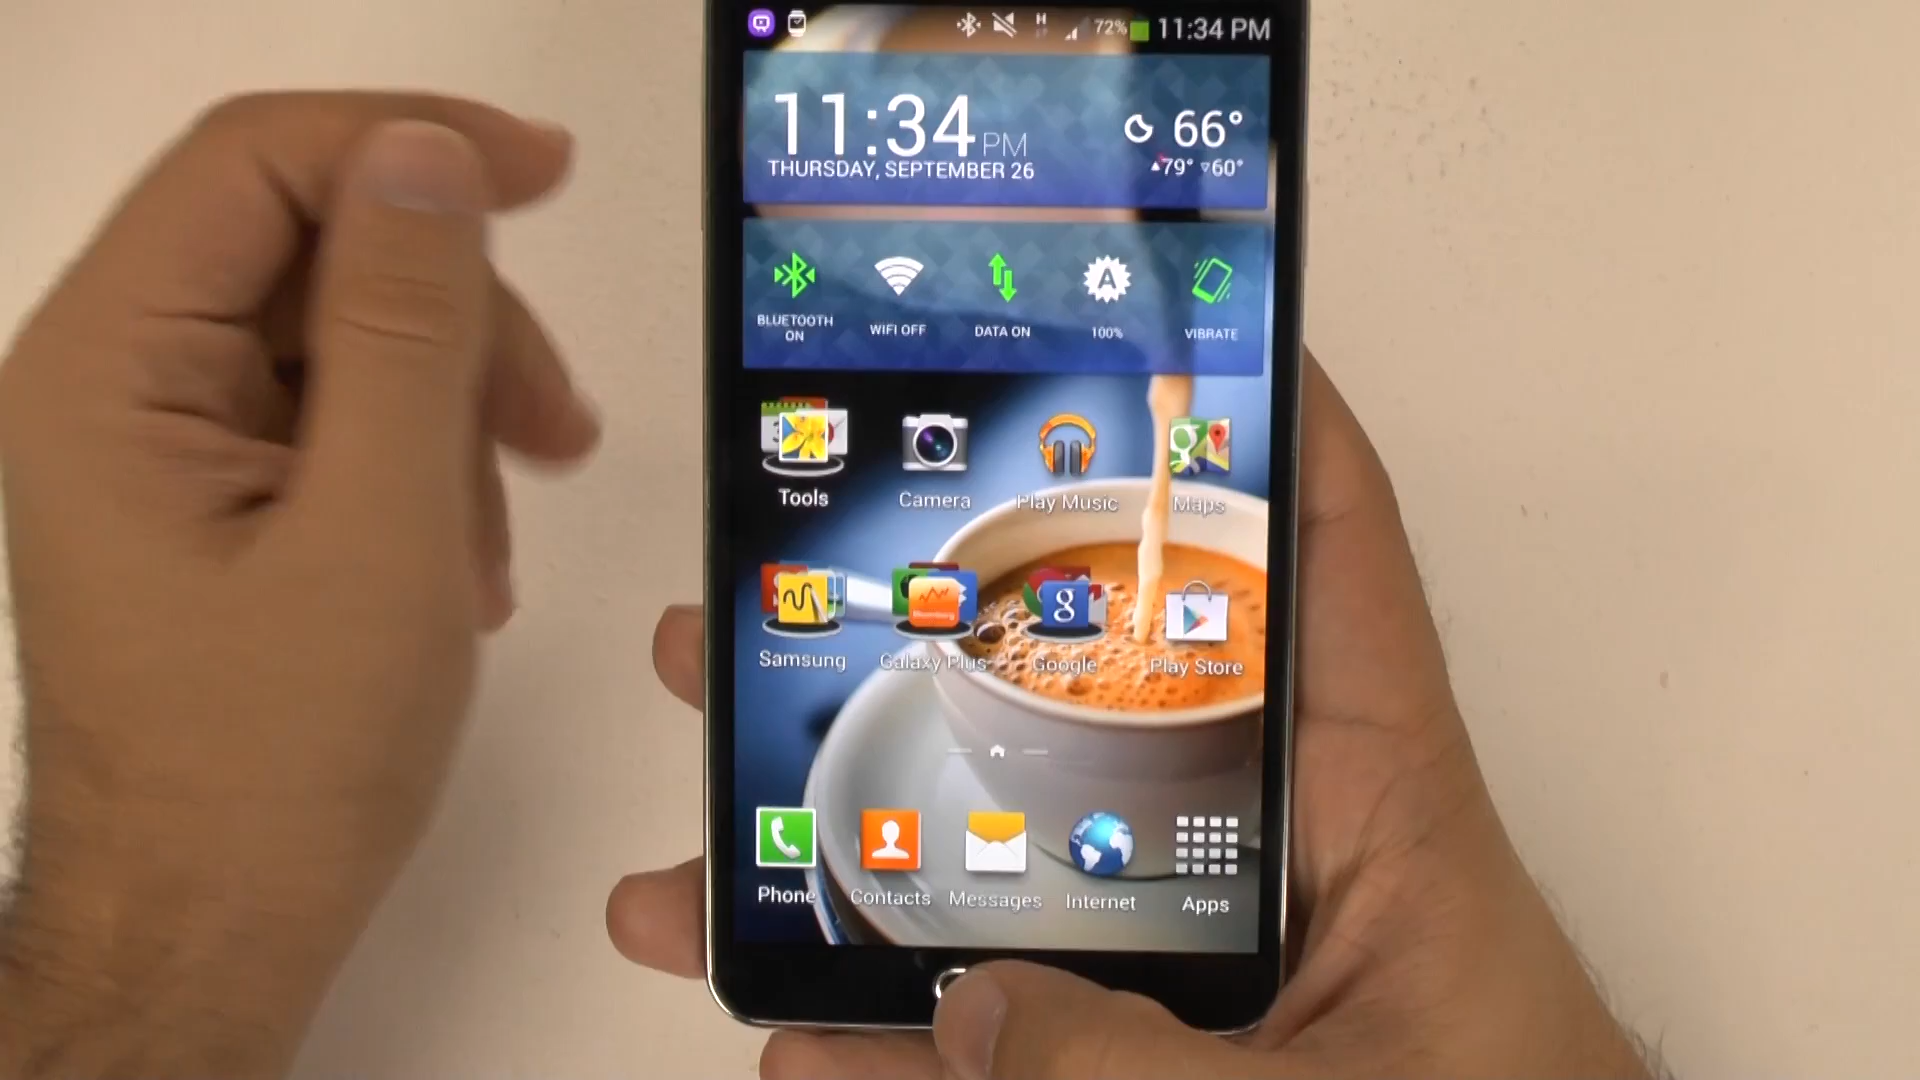 72% 11:34 PM
11:34 PM 66°
THURSDAY, SEPTEMBER 26 79° 60°
BLUETOOTH ON WIFI OFF DATA ON 100% VIBRATE
Tools Camera Play Music Maps
Samsung Galaxy Plus Google Play Store
Phone Contacts Messages Internet Apps